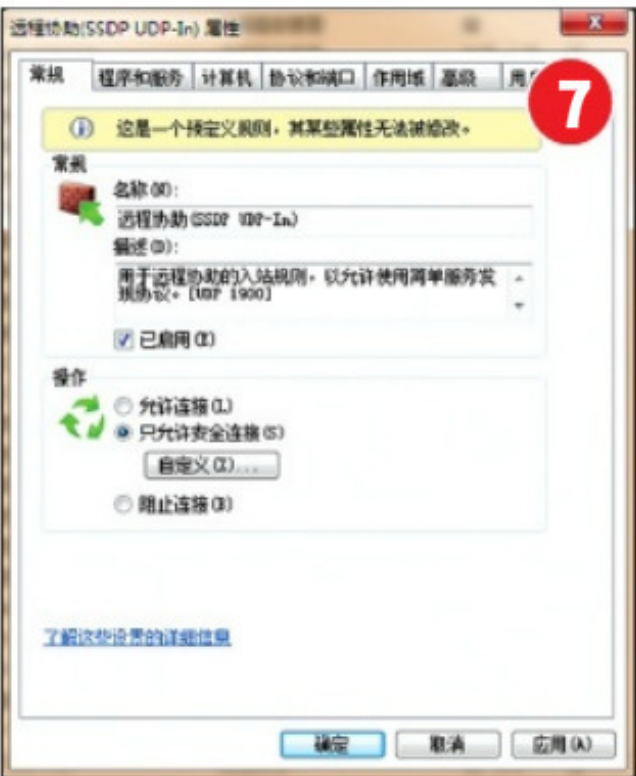 远程协助(SSDP UDP-In) 属性
常规 程序和服务 计算机 协议和端口 作用域 高级 用
7
这是一个预定义规则，其某些属性无法被修改。
常规
名称(N):
远程协助(SSDP UDP-In)
描述(D):
用于远程协助的入站规则，以允许使用简单服务发
现协议。[UDP 1900]
已启用(E)
操作
允许连接(L)
只允许安全连接(S)
自定义(Z)...
阻止连接(B)
了解这些设置的详细信息
确定 取消 应用(A)